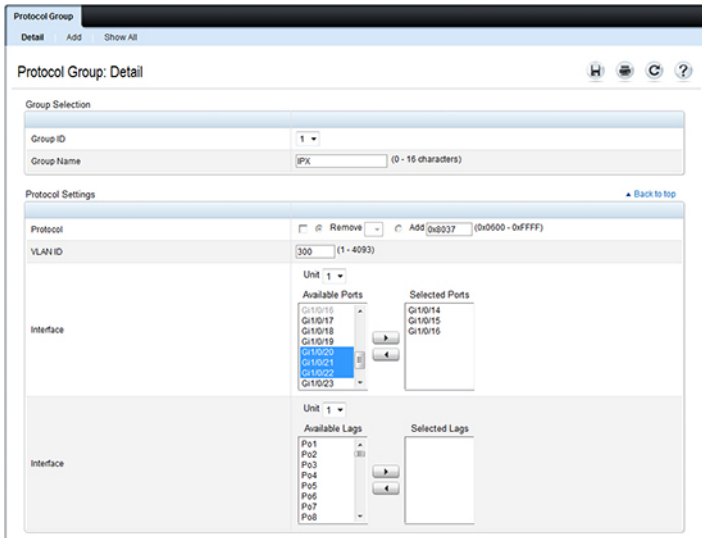 Protocol Group
Detail Add Show All
Protocol Group: Detail
Group Selection
Group ID 1
Group Name IPX (0 - 16 characters)
Protocol Settings Back to top
Protocol Remove Add 0x8037 (0x0600 - 0xFFFF)
VLAN ID 300 (1 - 4093)
Unit 1
Available Ports Selected Ports
Gi1/0/16 Gi1/0/14
Gi1/0/17 Gi1/0/15
Gi1/0/18 Gi1/0/16
Gi1/0/19
Interface
Gi1/0/20
Gi1/0/21
Gi1/0/22
Gi1/0/23
Unit 1
Available Lags Selected Lags
Po1
Po2
Po3
Interface Po4
Po5
Po6
Po7
Po8